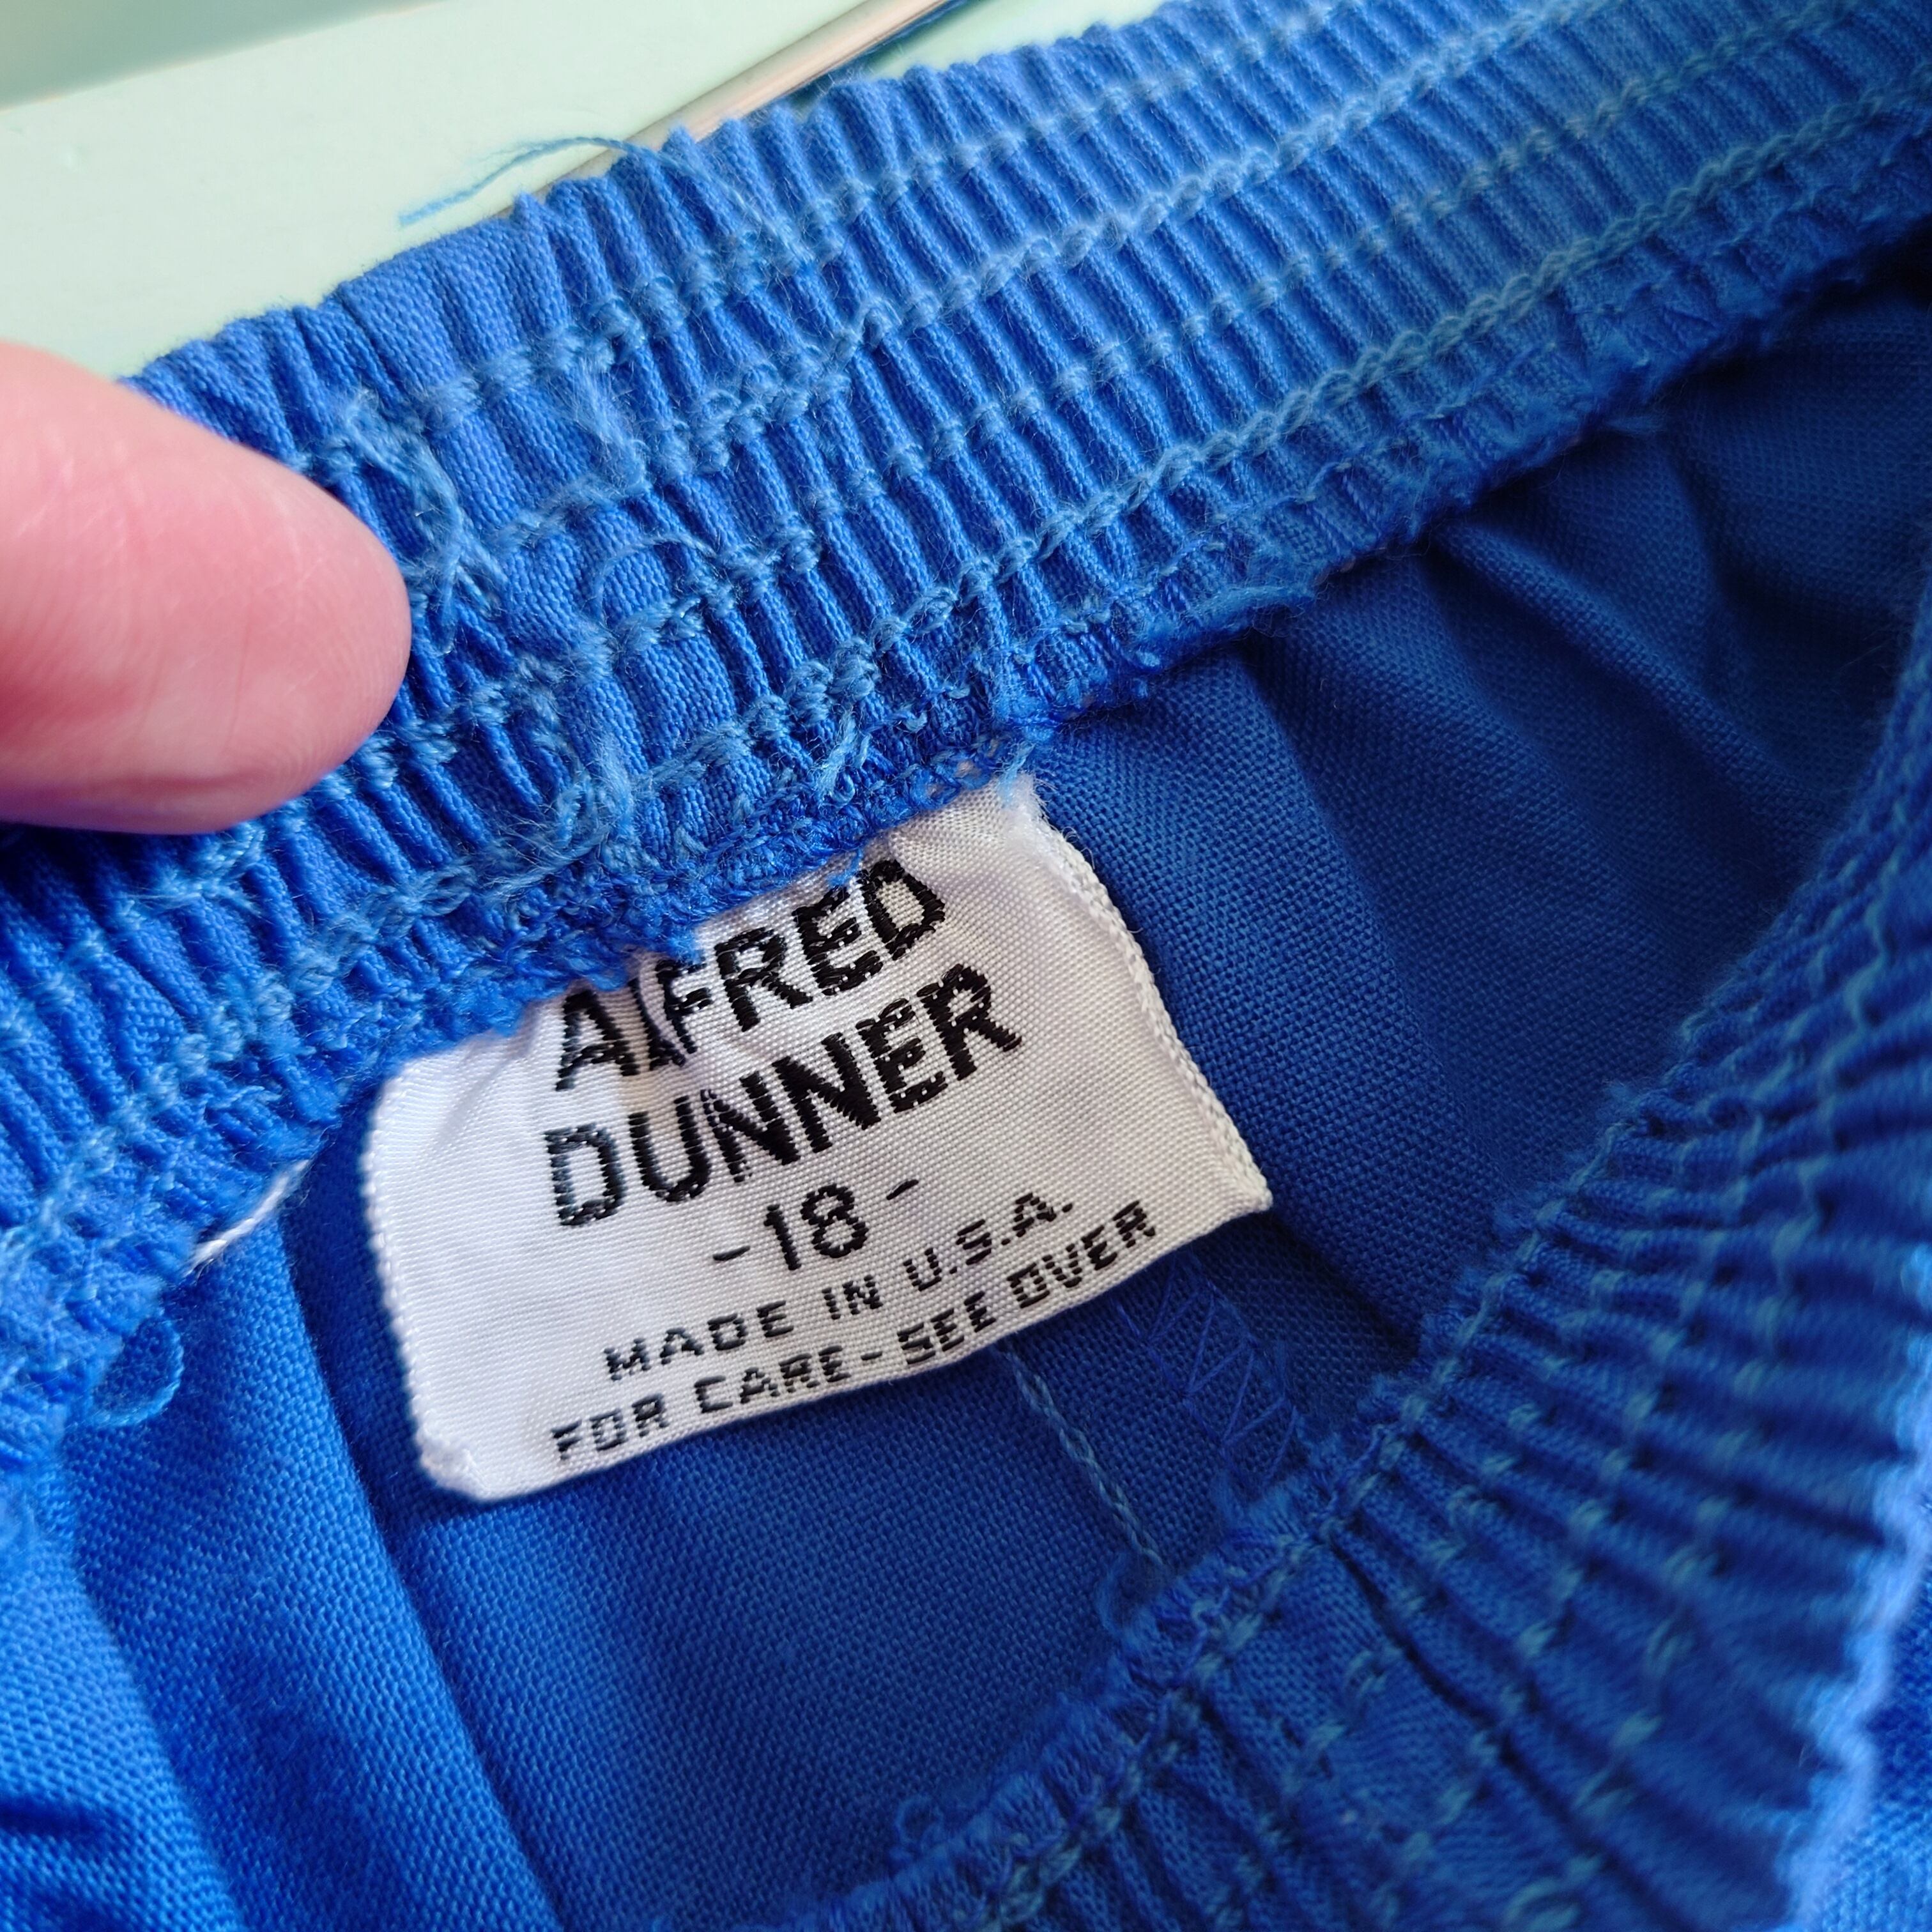 ALFRED
DUNNER
-18-
MADE IN U.S.A.
FOR CARE-SEE OVER